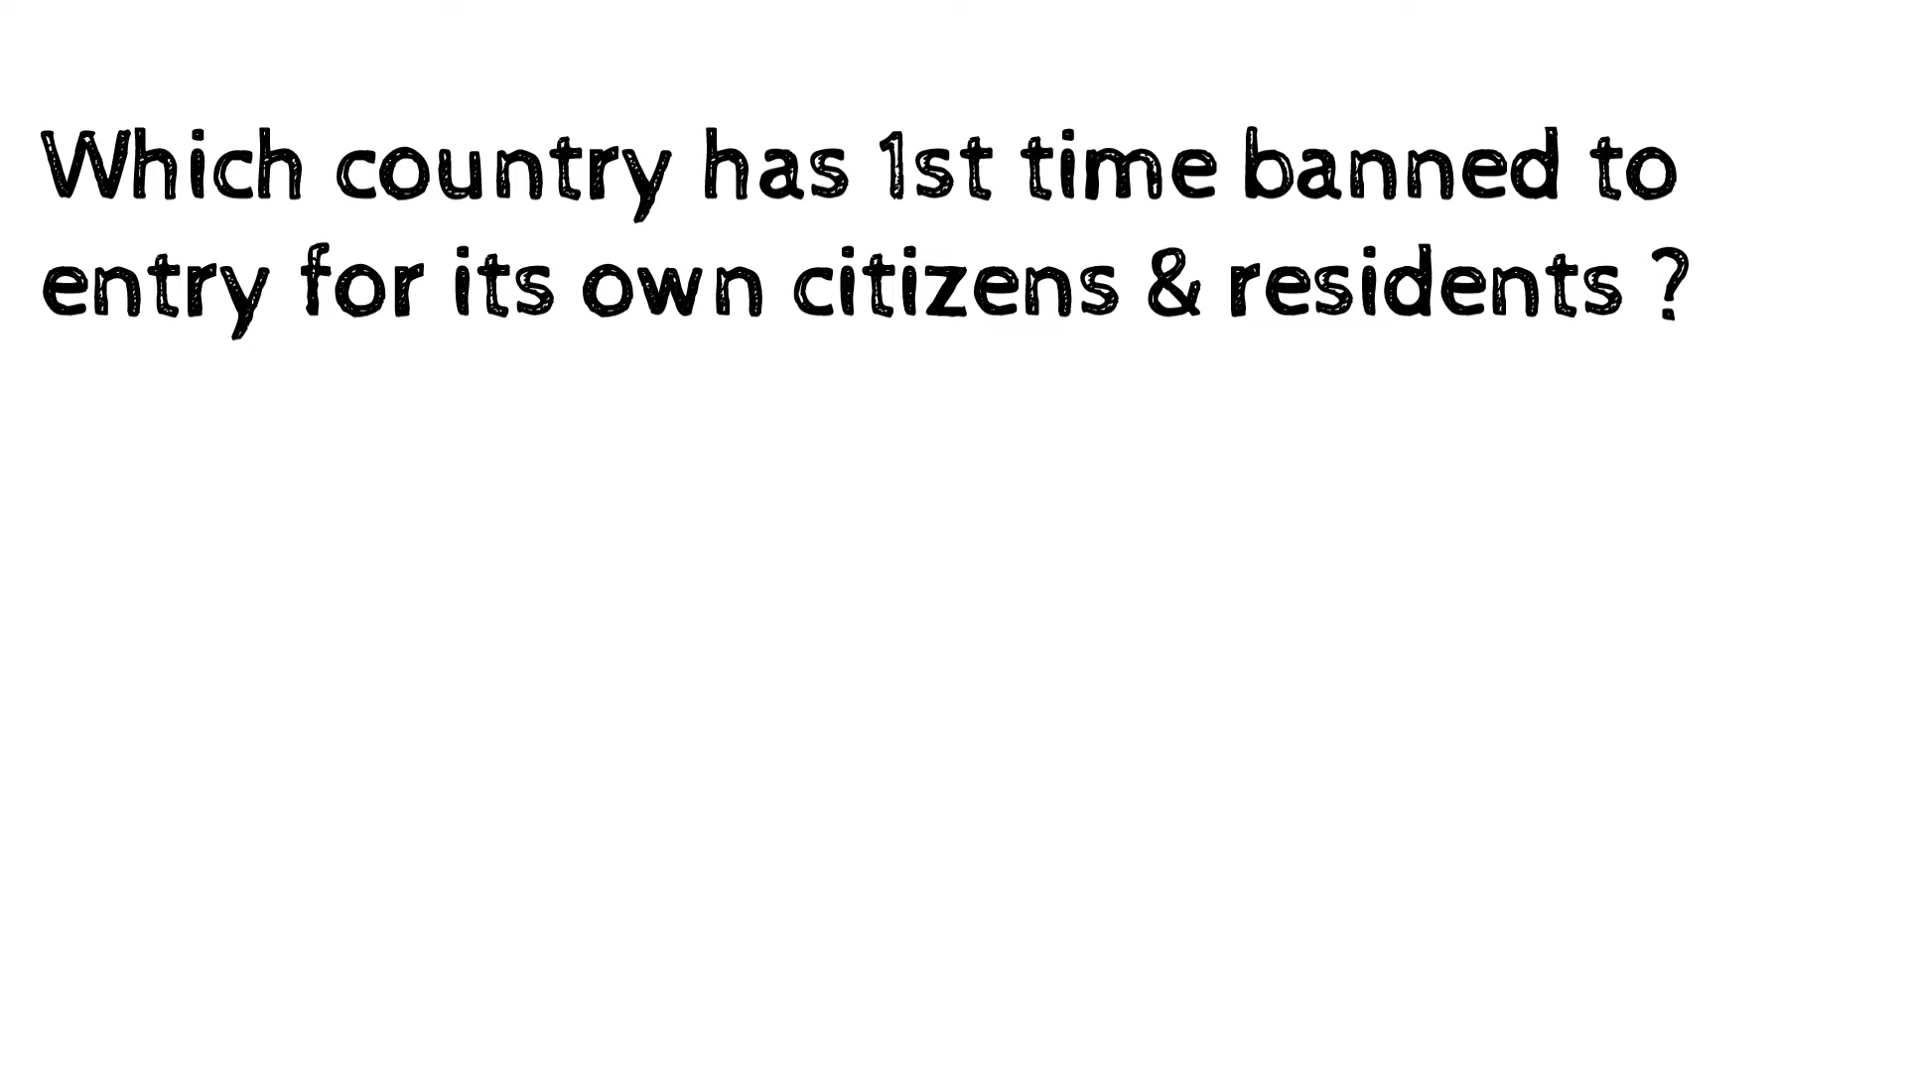 Which country has 1st time banned to
entry for its own citizens & residents ?